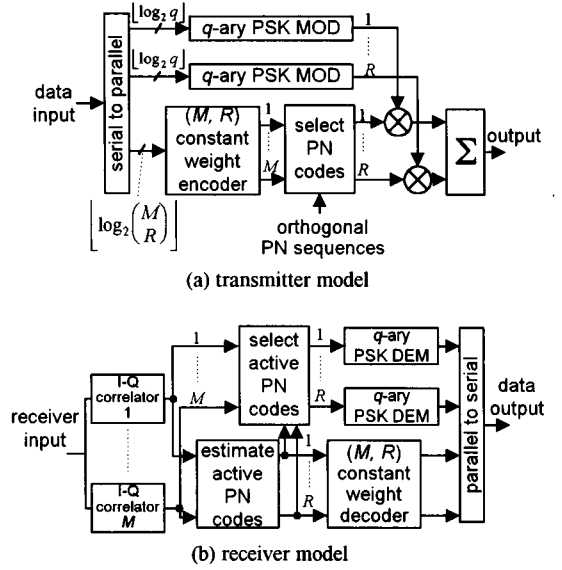 ⌊log₂ q⌋
q-ary PSK MOD
1
⌊log₂ q⌋
q-ary PSK MOD
R
data
input
serial to parallel
(M, R)
constant
weight
encoder
1
M
select
PN
codes
1
R
Σ
output
⌊log₂(M R)⌋
orthogonal
PN sequences
(a) transmitter model
receiver
input
I-Q
correlator
1
I-Q
correlator
M
1
M
select
active
PN
codes
1
R
q-ary
PSK DEM
q-ary
PSK DEM
estimate
active
PN
codes
1
R
(M, R)
constant
weight
decoder
parallel to serial
data
output
(b) receiver model